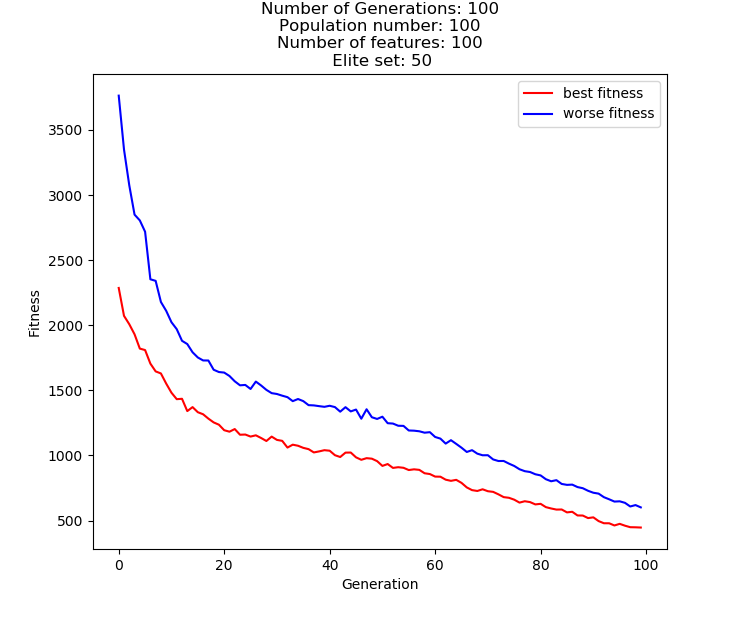 Number of Generations: 100
Population number: 100
Number of features: 100
Elite set: 50
best fitness
worse fitness
3500
3000
2500
2000
1500
1000
500
Fitness
0 20 40 60 80 100
Generation